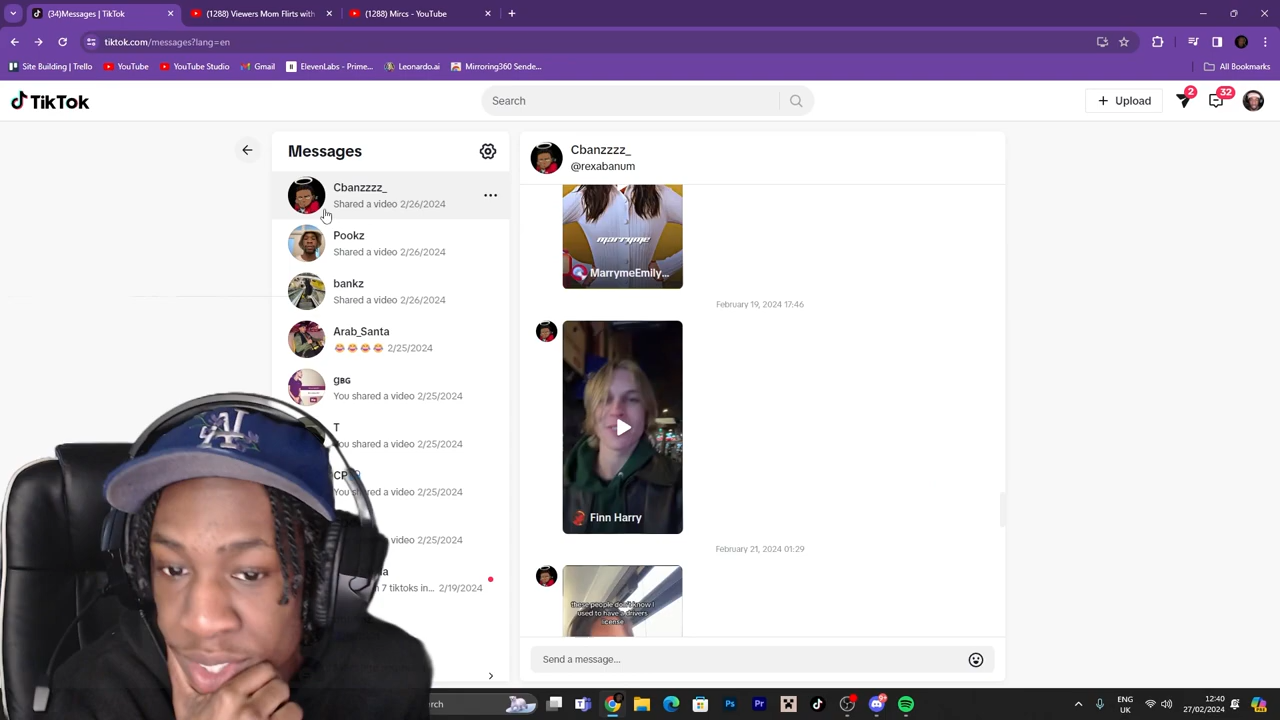 (34)Messages | TikTok
(1288) Viewers Mom Flirts with
(1288) Mircs - YouTube
tiktok.com/messages?lang=en
Site Building | Trello
YouTube
YouTube Studio
Gmail
ElevenLabs - Prime...
Leonardo.ai
Mirroring360 Sende...
All Bookmarks
TikTok
Search
Upload
2
32
Messages
Cbanzzzz_
Shared a video 2/26/2024
Pookz
Shared a video 2/26/2024
bankz
Shared a video 2/26/2024
Arab_Santa
2/25/2024
gʙɢ
You shared a video 2/25/2024
T
You shared a video 2/25/2024
CP
You shared a video 2/25/2024
video 2/25/2024
7 tiktoks in... 2/19/2024
Cbanzzzz_
@rexabanum
marryme
MarrymeEmily...
February 19, 2024 17:46
Finn Harry
February 21, 2024 01:29
these people don't know i
used to have a drivers
license
Send a message...
LA
ENG
UK
12:40
27/02/2024